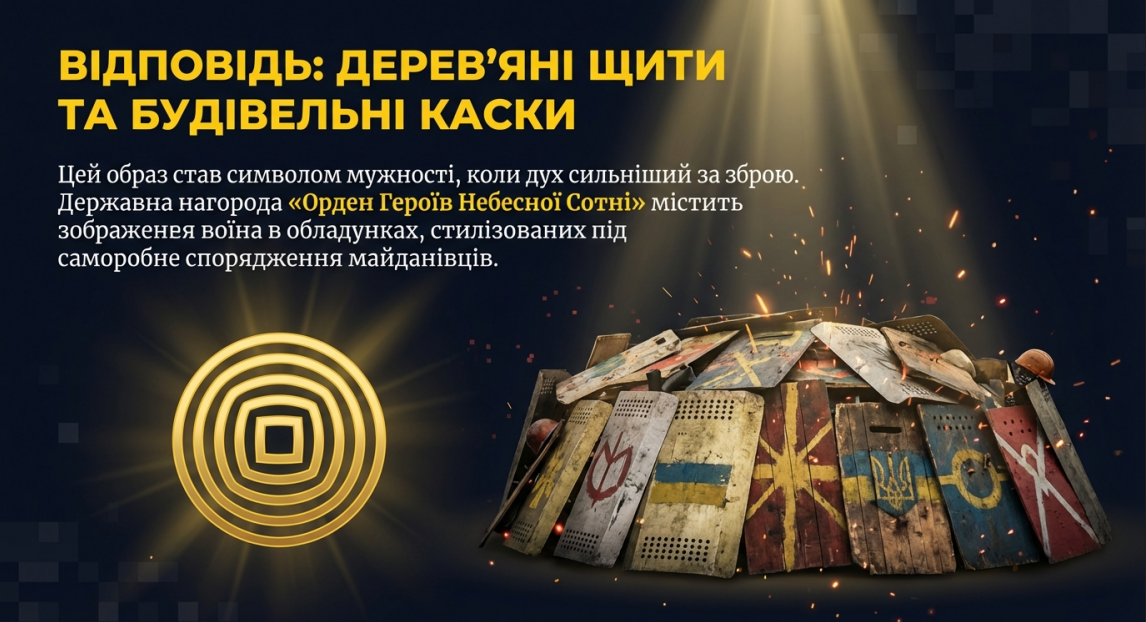 ВІДПОВІДЬ: ДЕРЕВ’ЯНІ ЩИТИ
ТА БУДІВЕЛЬНІ КАСКИ
Цей образ став символом мужності, коли дух сильніший за зброю.
Державна нагорода «Орден Героїв Небесної Сотні» містить
зображення воїна в обладунках, стилізованих під
саморобне спорядження майданівців.